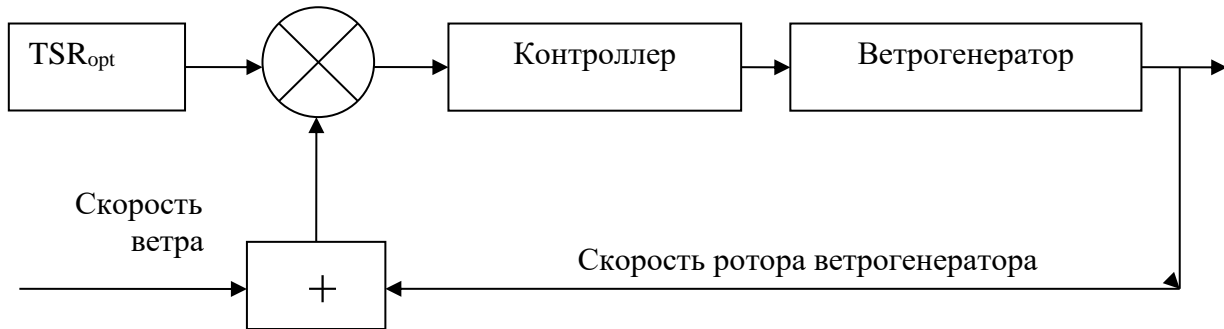 TSRopt
Контроллер
Ветрогенератор
Скорость
ветра
Скорость ротора ветрогенератора
+